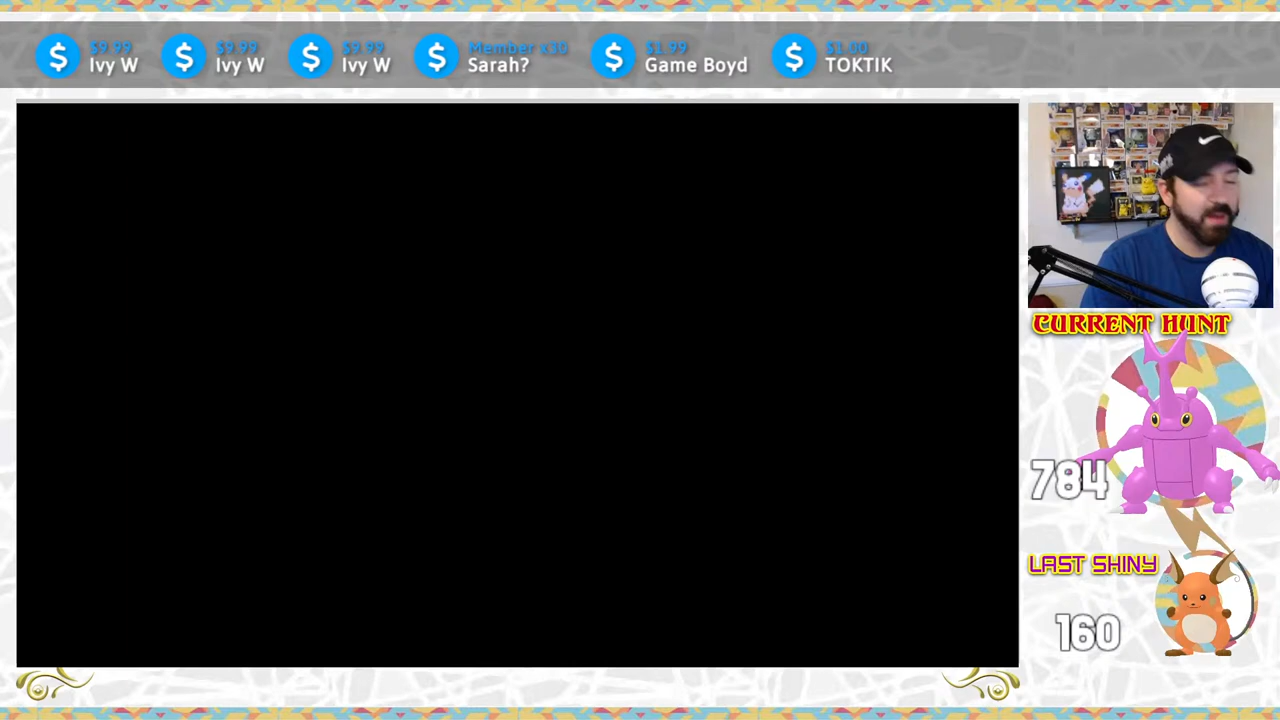 $9.99
Ivy W
$9.99
Ivy W
$9.99
Ivy W
Member x30
Sarah?
$1.99
Game Boyd
$1.00
TOKTIK
CURRENT HUNT
784
LAST SHINY
160